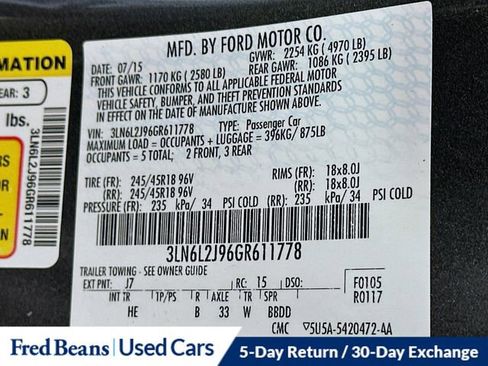 MFD. BY FORD MOTOR CO.
DATE: 07/15
GVWR: 2254 KG ( 4970 LB)
FRONT GAWR: 1170 KG ( 2580 LB)
REAR GAWR: 1086 KG ( 2395 LB)
THIS VEHICLE CONFORMS TO ALL APPLICABLE FEDERAL MOTOR
VEHICLE SAFETY, BUMPER, AND THEFT PREVENTION STANDARDS
IN EFFECT ON THE DATE OF MANUFACTURE SHOWN ABOVE.
VIN: 3LN6L2J96GR611778
TYPE: Passenger Car
MAXIMUM LOAD = OCCUPANTS + LUGGAGE = 396KG/ 875LB
OCCUPANTS = 5 TOTAL; 2 FRONT, 3 REAR
TIRE (FR): 245/45R18 96V RIMS (FR): 18x8.0J
(RR): 245/45R18 96V (RR): 18x8.0J
PRESSURE (FR): 235 kPa/ 34 PSI COLD (RR): 235 kPa/ 34 PSI COLD
3LN6L2J96GR611778
TRAILER TOWING - SEE OWNER GUIDE
EXT PNT: J7 RC: 15 DSO: F0105
INT TR TP/PS R AXLE TR SPR R0117
HE B 33 W BBDD
CMC 5U5A-5420472-AA
MATION
EAR: 3
lbs.
RS
OR
3LN6L2J96GR611778
Fred Beans Used Cars
5-Day Return / 30-Day Exchange